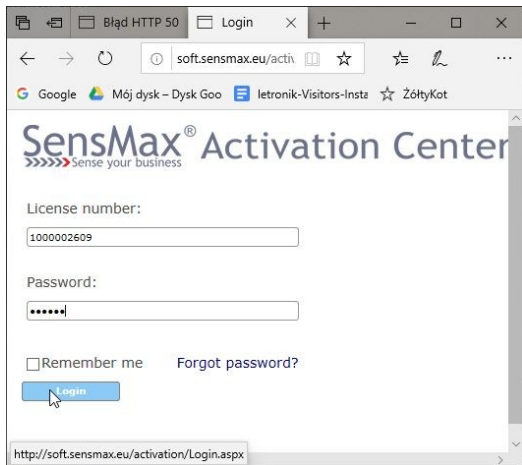 Błąd HTTP 50
Login
soft.sensmax.eu/activ
Google
Mój dysk – Dysk Goo
letronik-Visitors-Insta
ŻółtyKot
SensMax® Activation Center
Sense your business
License number:
1000002609
Password:
••••••
Remember me
Forgot password?
Login
http://soft.sensmax.eu/activation/Login.aspx